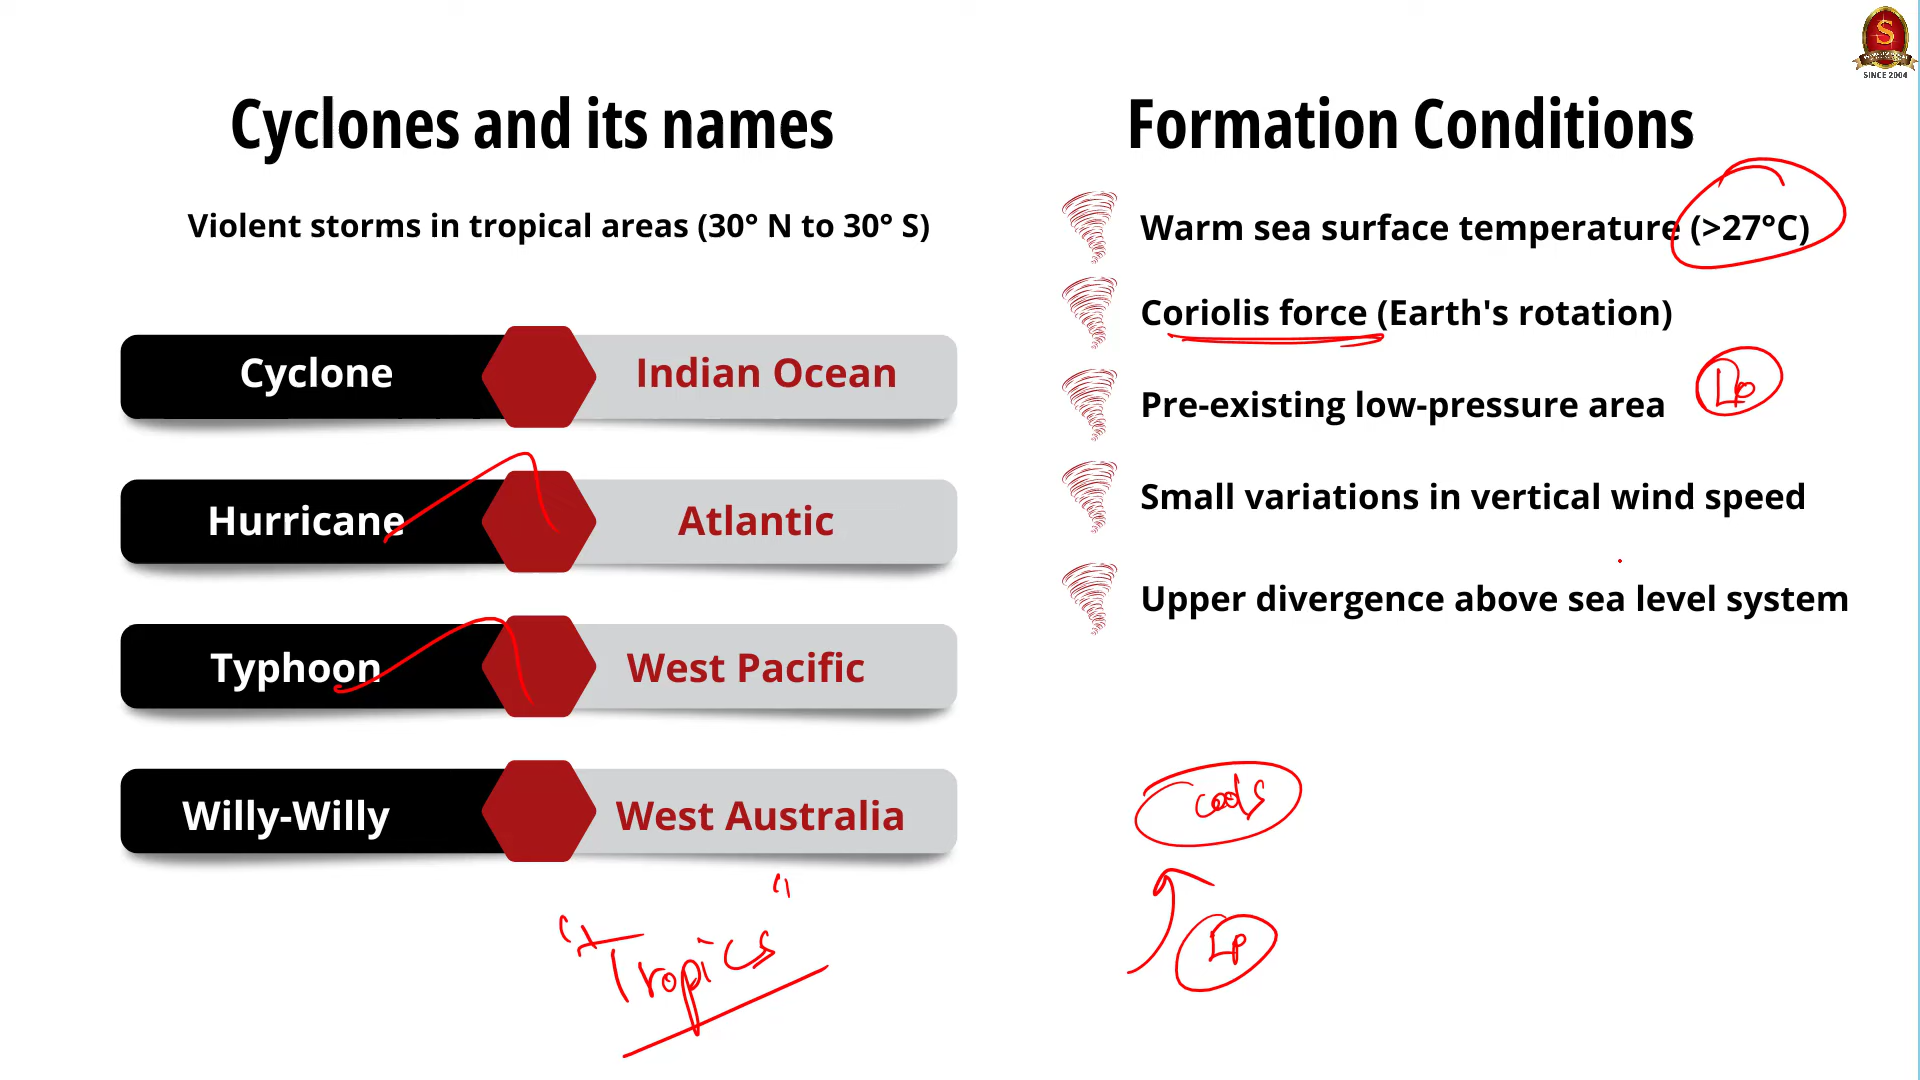 S
SINCE 2004
Cyclones and its names
Violent storms in tropical areas (30° N to 30° S)
Cyclone
Indian Ocean
Hurricane
Atlantic
Typhoon
West Pacific
Willy-Willy
West Australia
"Tropics"
Formation Conditions
Warm sea surface temperature (>27°C)
Coriolis force (Earth's rotation)
Pre-existing low-pressure area
LP
Small variations in vertical wind speed
Upper divergence above sea level system
cools
LP